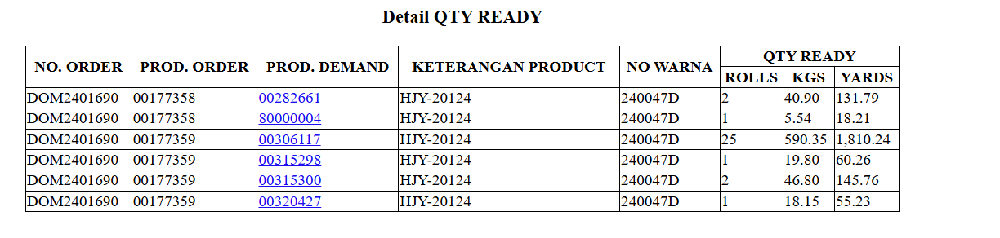 Detail QTY READY
NO. ORDER PROD. ORDER PROD. DEMAND KETERANGAN PRODUCT NO WARNA QTY READY
ROLLS KGS YARDS
DOM2401690 00177358 00282661 HJY-20124 240047D 2 40.90 131.79
DOM2401690 00177358 80000004 HJY-20124 240047D 1 5.54 18.21
DOM2401690 00177359 00306117 HJY-20124 240047D 25 590.35 1,810.24
DOM2401690 00177359 00315298 HJY-20124 240047D 1 19.80 60.26
DOM2401690 00177359 00315300 HJY-20124 240047D 2 46.80 145.76
DOM2401690 00177359 00320427 HJY-20124 240047D 1 18.15 55.23